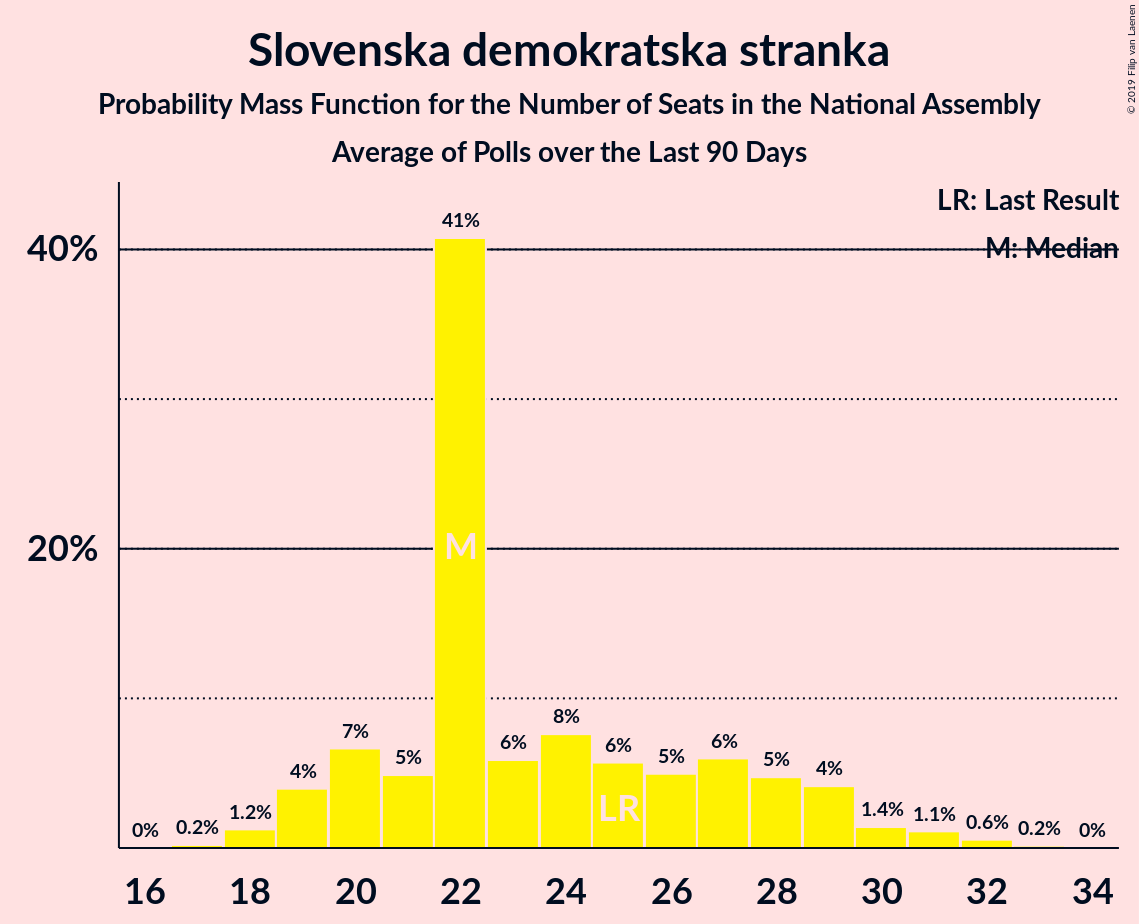 Slovenska demokratska stranka
Probability Mass Function for the Number of Seats in the National Assembly
Average of Polls over the Last 90 Days
© 2019 Filip van Laenen
LR: Last Result
M: Median
40%
20%
0%
0.2%
1.2%
4%
7%
5%
41%
6%
8%
6%
5%
6%
5%
4%
1.4%
1.1%
0.6%
0.2%
0%
M
LR
16 18 20 22 24 26 28 30 32 34